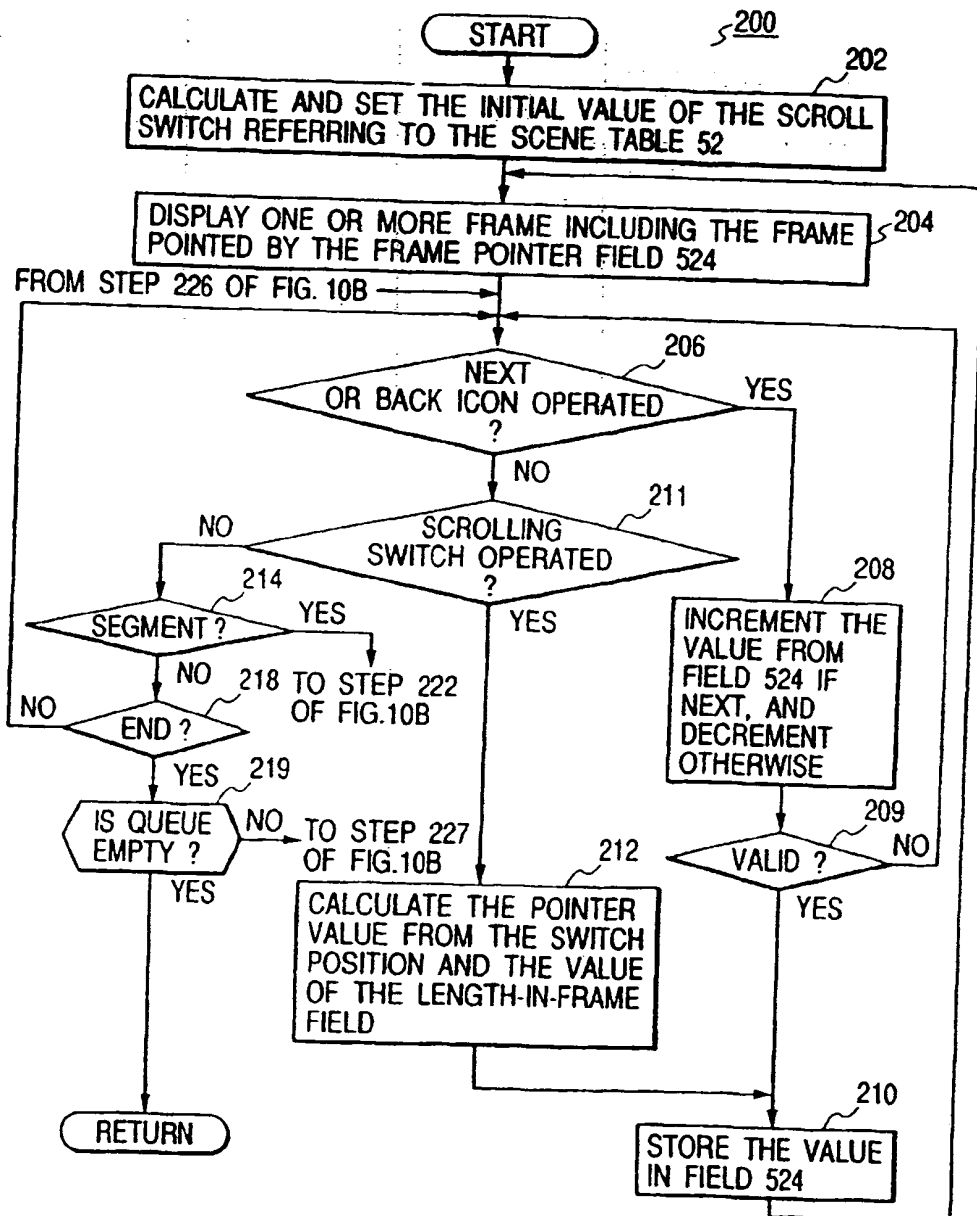 START
200
202
CALCULATE AND SET THE INITIAL VALUE OF THE SCROLL
SWITCH REFERRING TO THE SCENE TABLE 52
DISPLAY ONE OR MORE FRAME INCLUDING THE FRAME
POINTED BY THE FRAME POINTER FIELD 524
204
FROM STEP 226 OF FIG. 10B
206
NEXT
OR BACK ICON OPERATED
?
YES
NO
211
SCROLLING
SWITCH OPERATED
?
NO
YES
214
SEGMENT ?
YES
NO
TO STEP 222
OF FIG.10B
218
END ?
NO
YES
219
IS QUEUE
EMPTY ?
NO
TO STEP 227
OF FIG.10B
YES
208
INCREMENT THE
VALUE FROM
FIELD 524 IF
NEXT, AND
DECREMENT
OTHERWISE
209
VALID ?
NO
YES
212
CALCULATE THE POINTER
VALUE FROM THE SWITCH
POSITION AND THE VALUE
OF THE LENGTH-IN-FRAME
FIELD
210
STORE THE VALUE
IN FIELD 524
RETURN